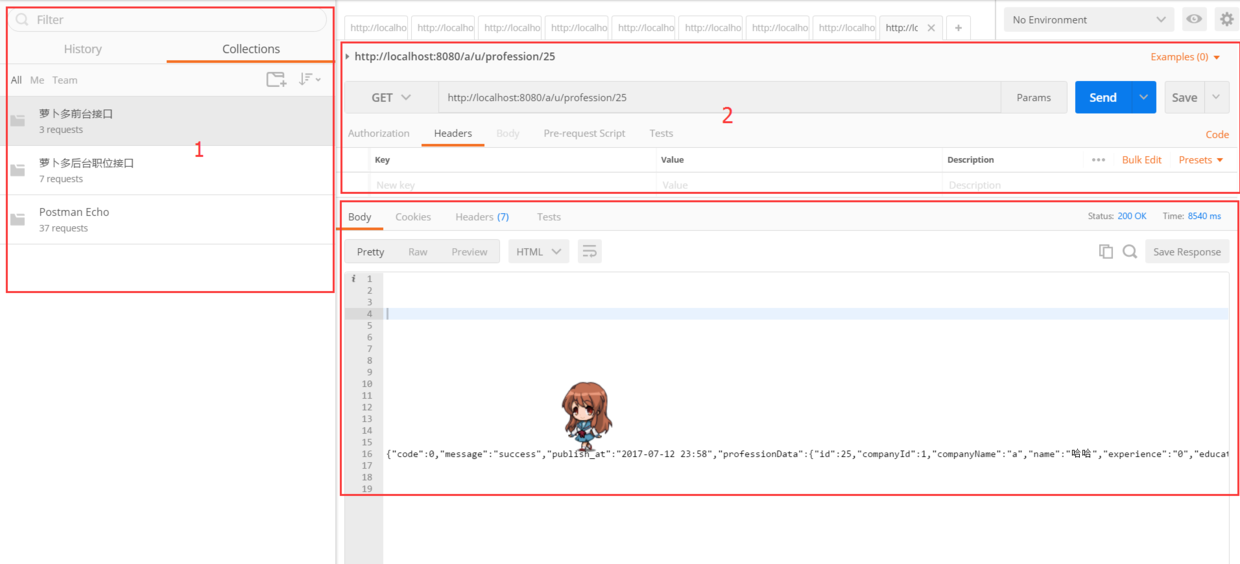 Filter
History Collections
All Me Team
萝卜多前台接口
3 requests
1
萝卜多后台职位接口
7 requests
Postman Echo
37 requests
http://localho http://localho http://localho http://localho http://localho http://localho http://localho http://localho http://lc × +
No Environment
http://localhost:8080/a/u/profession/25
Examples (0)
GET http://localhost:8080/a/u/profession/25 Params Send Save
2
Authorization Headers Body Pre-request Script Tests Code
Key Value Description ••• Bulk Edit Presets
New key Value Description
Body Cookies Headers (7) Tests Status: 200 OK Time: 8540 ms
Pretty Raw Preview HTML Save Response
i 1
2
3
4
5
6
7
8
9
10
11
12
13
14
15
16 {"code":0,"message":"success","publish_at":"2017-07-12 23:58","professionData":{"id":25,"companyId":1,"companyName":"a","name":"哈哈","experience":"0","educat
17
18
19